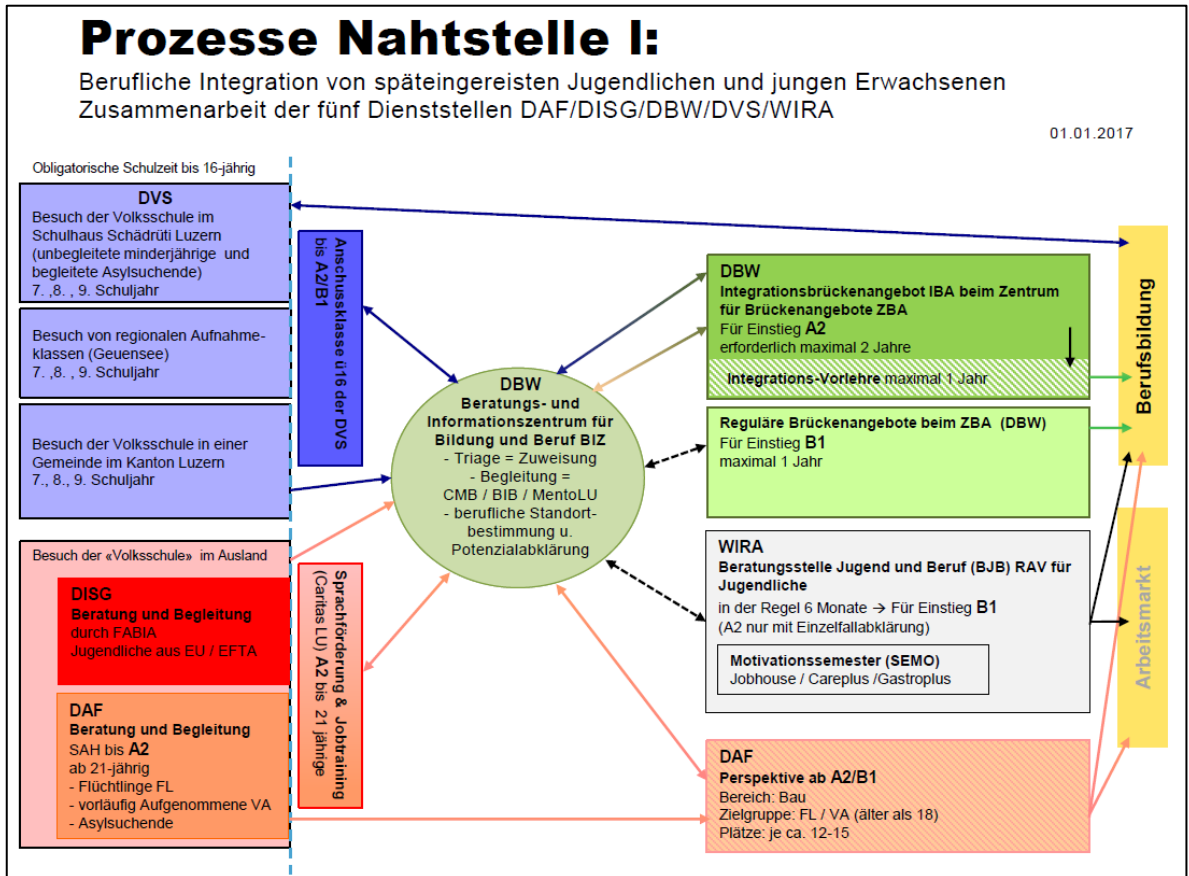 Prozesse Nahtstelle I:
Berufliche Integration von späteingereisten Jugendlichen und jungen Erwachsenen
Zusammenarbeit der fünf Dienststellen DAF/DISG/DBW/DVS/WIRA
01.01.2017
Obligatorische Schulzeit bis 16-jährig
DVS
Besuch der Volksschule im
Schulhaus Schädrüti Luzern
(unbegleitete minderjährige und
begleitete Asylsuchende)
7. ,8. , 9. Schuljahr
Besuch von regionalen Aufnahme-
klassen (Geuensee)
7. ,8. , 9. Schuljahr
Besuch der Volksschule in einer
Gemeinde im Kanton Luzern
7., 8., 9. Schuljahr
Besuch der «Volksschule» im Ausland
DISG
Beratung und Begleitung
durch FABIA
Jugendliche aus EU / EFTA
DAF
Beratung und Begleitung
SAH bis A2
ab 21-jährig
- Flüchtlinge FL
- vorläufig Aufgenommene VA
- Asylsuchende
Anschussklasse ü16 der DVS
bis A2/B1
Sprachförderung & Jobtraining
(Caritas LU) A2 bis 21 jährige
DBW
Beratungs- und
Informationszentrum für
Bildung und Beruf BIZ
- Triage = Zuweisung
- Begleitung =
CMB / BIB / MentoLU
- berufliche Standort-
bestimmung u.
Potenzialabklärung
DBW
Integrationsbrückenangebot IBA beim Zentrum
für Brückenangebote ZBA
Für Einstieg A2
erforderlich maximal 2 Jahre
Integrations-Vorlehre maximal 1 Jahr
Reguläre Brückenangebote beim ZBA (DBW)
Für Einstieg B1
maximal 1 Jahr
WIRA
Beratungsstelle Jugend und Beruf (BJB) RAV für
Jugendliche
in der Regel 6 Monate → Für Einstieg B1
(A2 nur mit Einzelfallabklärung)
Motivationssemester (SEMO)
Jobhouse / Careplus /Gastroplus
DAF
Perspektive ab A2/B1
Bereich: Bau
Zielgruppe: FL / VA (älter als 18)
Plätze: je ca. 12-15
Berufsbildung
Arbeitsmarkt